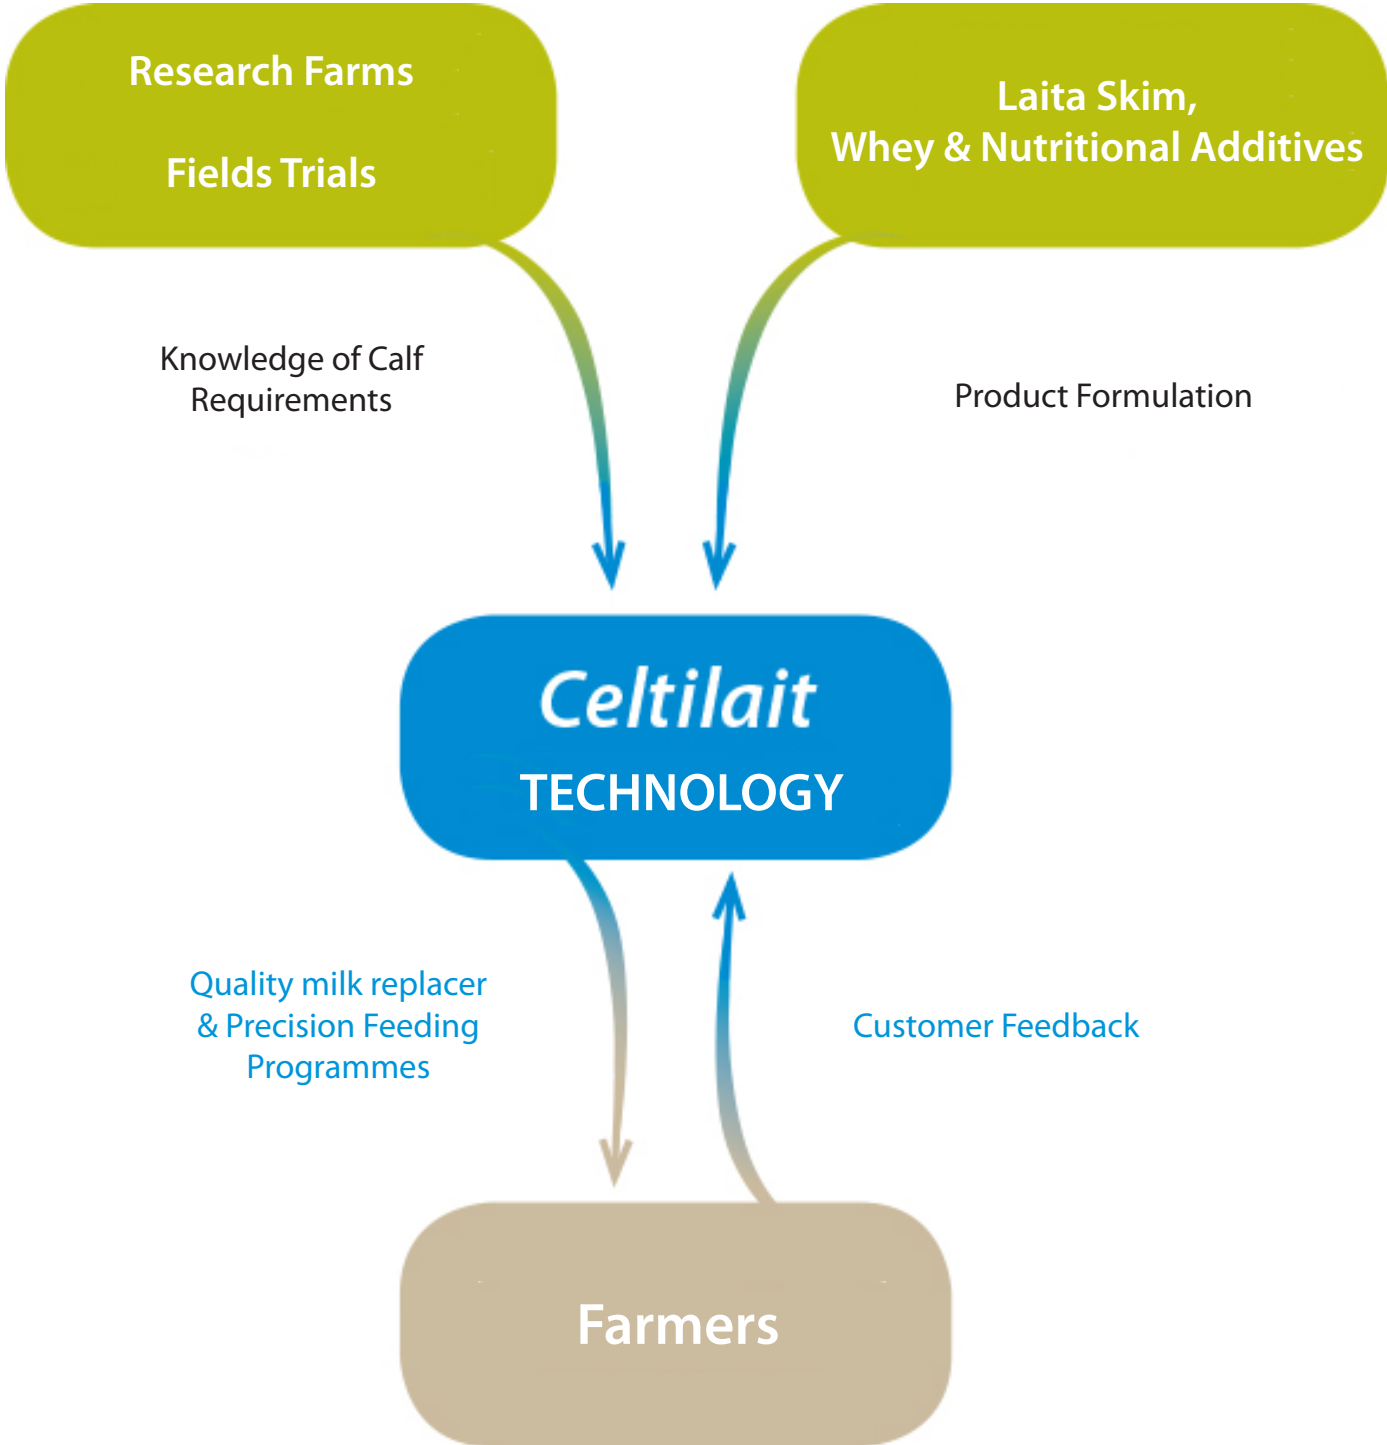 Research Farms
Fields Trials
Laita Skim,
Whey & Nutritional Additives
Knowledge of Calf
Requirements
Product Formulation
Celtilait
TECHNOLOGY
Quality milk replacer
& Precision Feeding
Programmes
Customer Feedback
Farmers